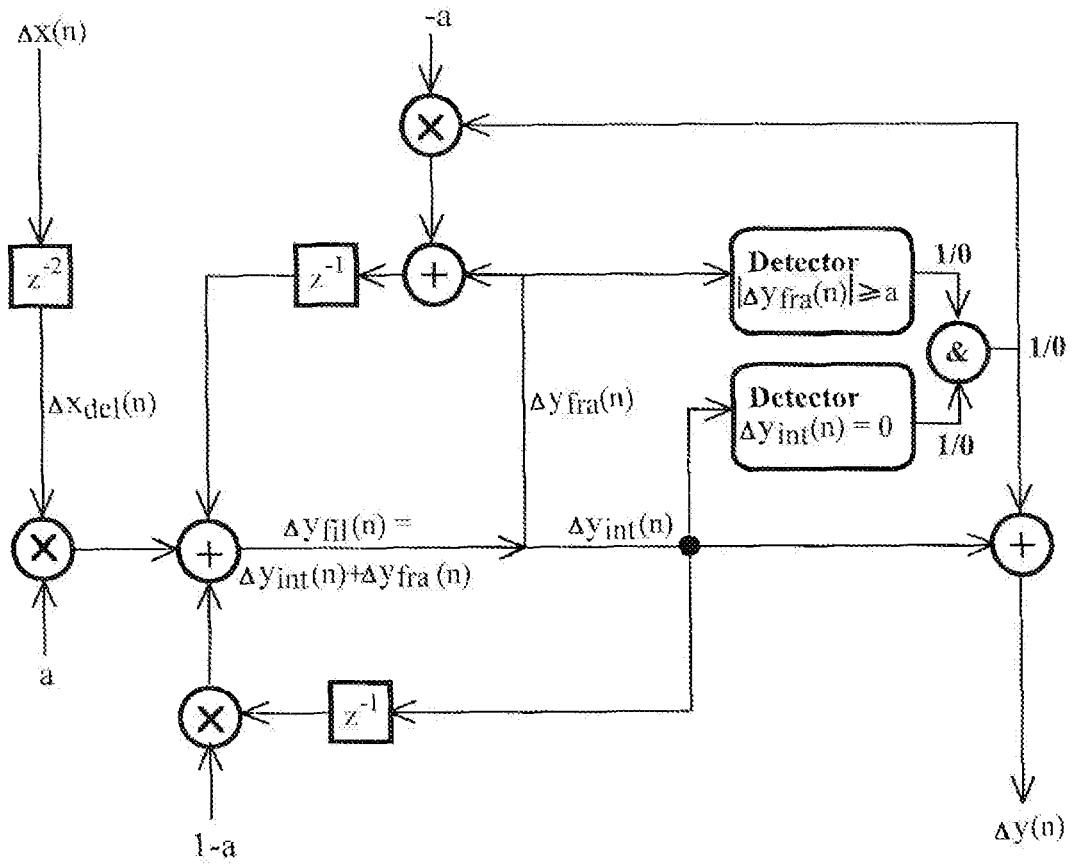 Δx(n)
-a
×
z-2
z-1
+
Detector
|Δyfra(n)| ⩾ a
1/0
&
1/0
Δxdel(n)
Δyfra(n)
Detector
Δyint(n) = 0
1/0
×
+
Δyfil(n) =
Δyint(n)+Δyfra(n)
Δyint(n)
+
a
×
z-1
1-a
Δy(n)